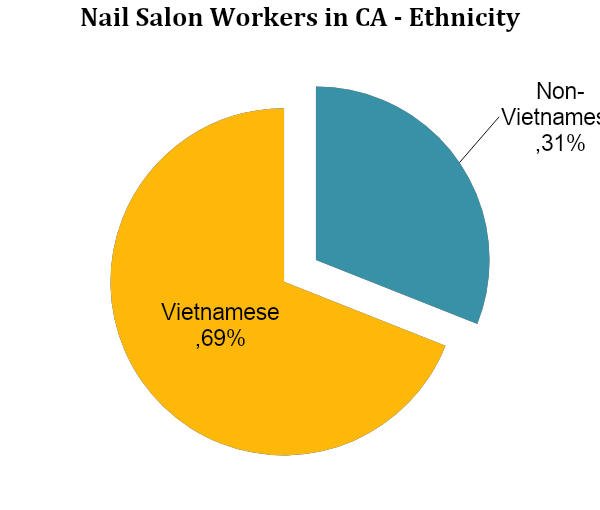 Nail Salon Workers in CA - Ethnicity
Non-
Vietnames
,31%
Vietnamese
,69%